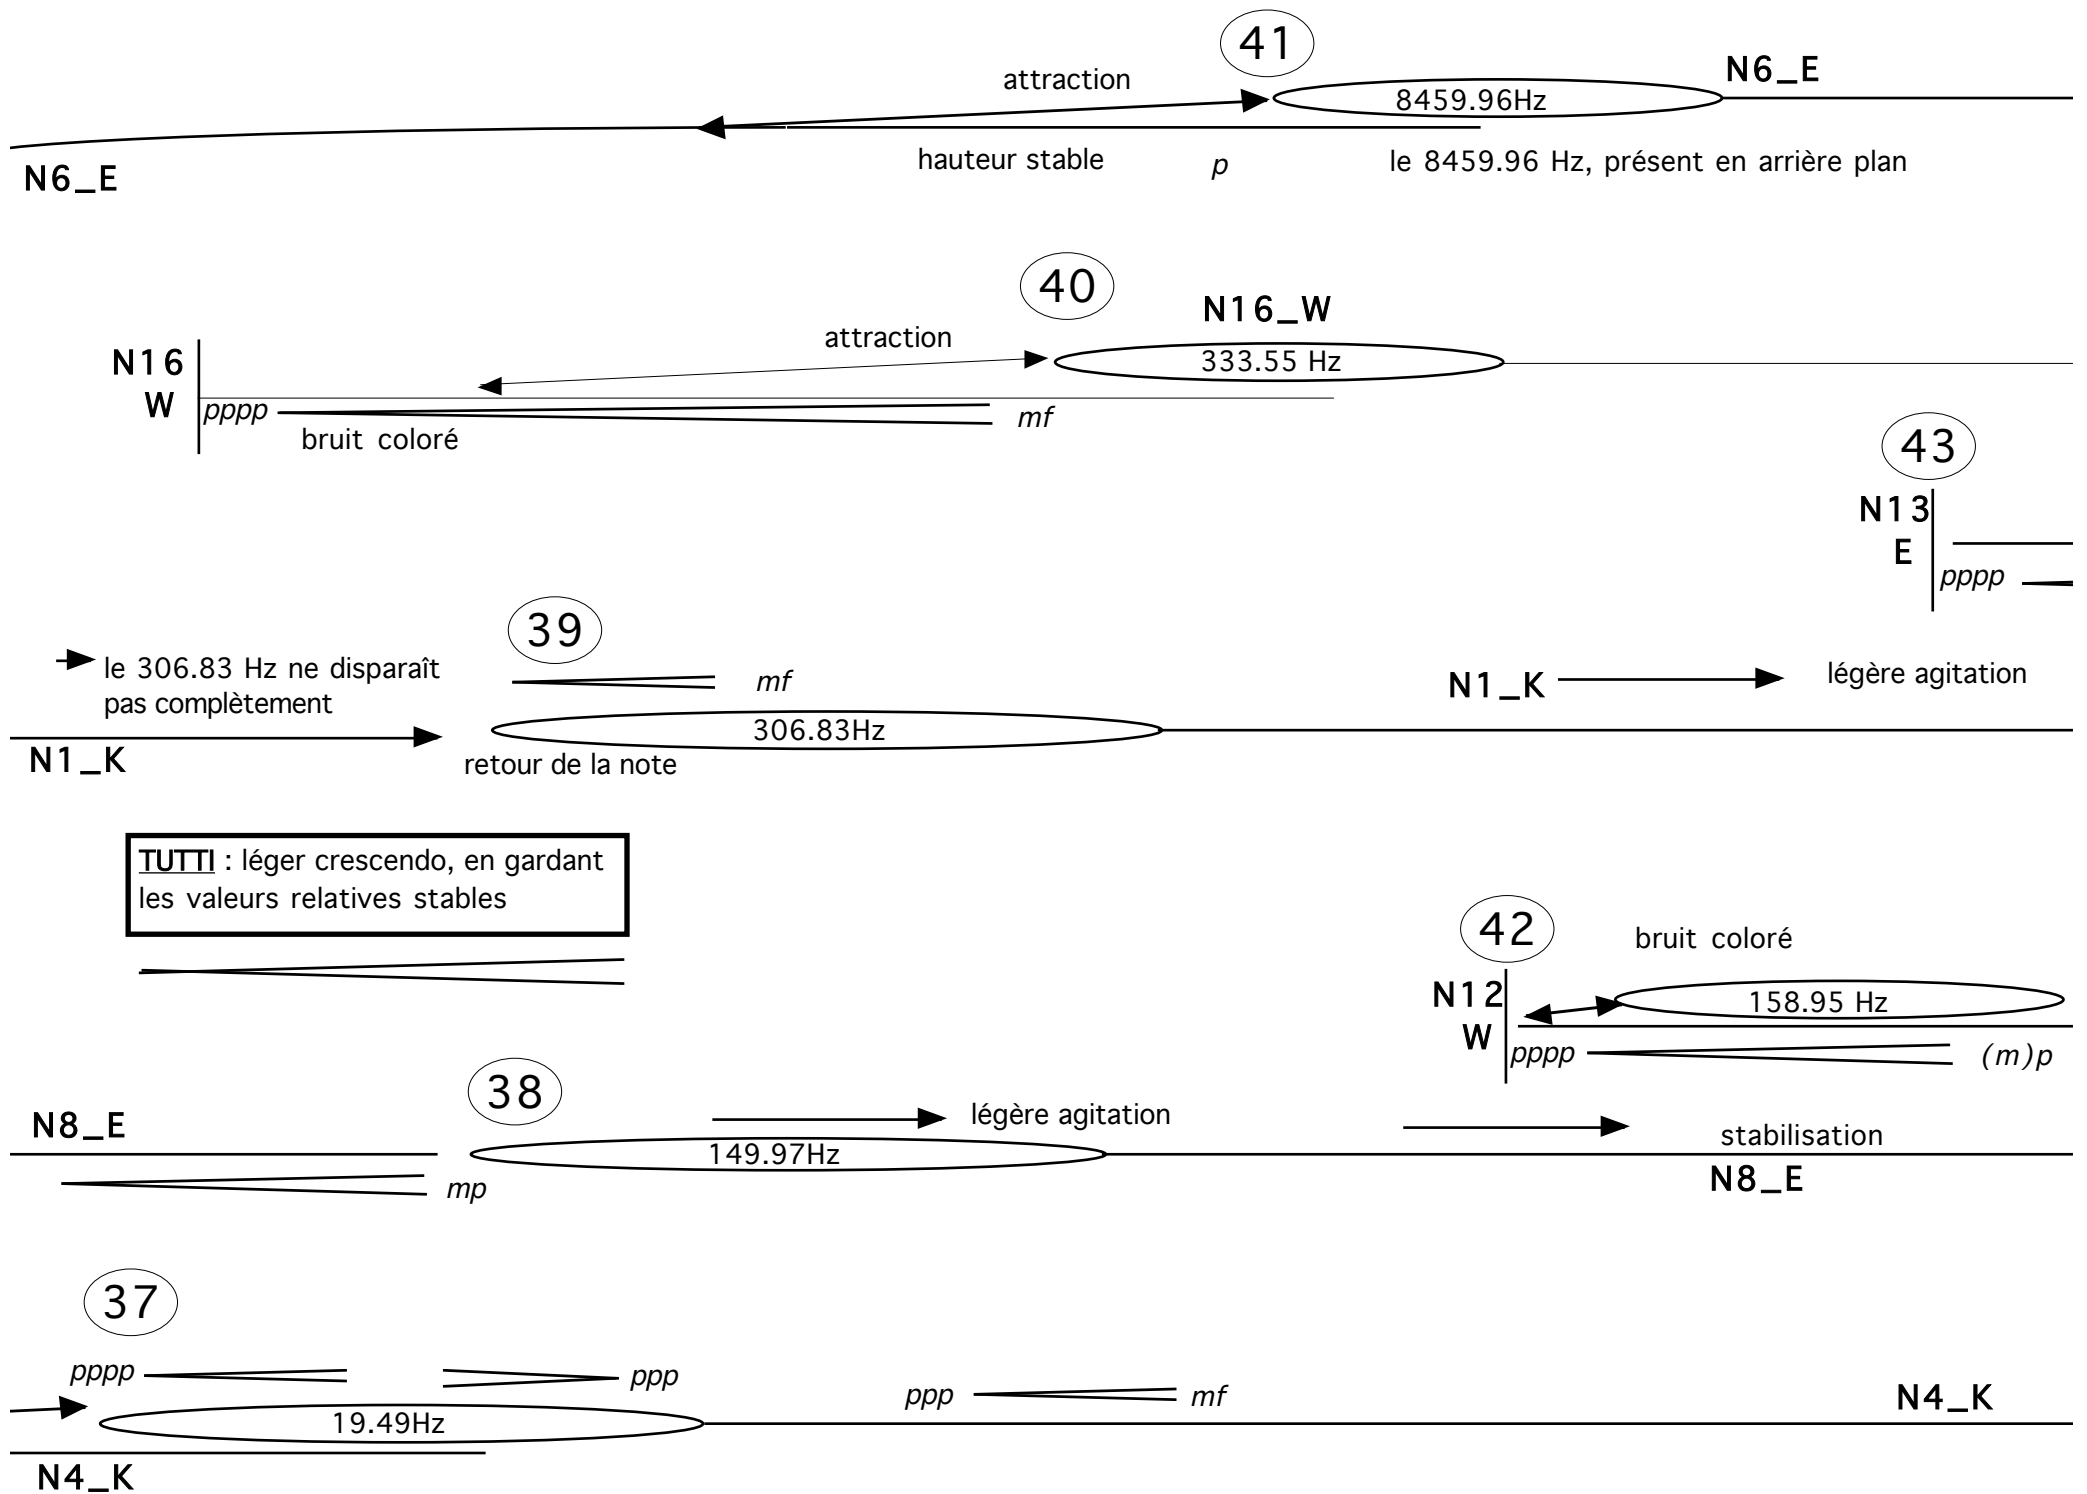 41
attraction
N6_E
8459.96Hz
N6_E
hauteur stable
p
le 8459.96 Hz, présent en arrière plan
40
N16_W
attraction
N16
W
333.55 Hz
pppp
mf
bruit coloré
43
N13
E
pppp
39
le 306.83 Hz ne disparaît
pas complètement
mf
N1_K
légère agitation
306.83Hz
N1_K
retour de la note
TUTTI : léger crescendo, en gardant
les valeurs relatives stables
42
bruit coloré
N12
W
158.95 Hz
pppp
(m)p
38
N8_E
légère agitation
149.97Hz
stabilisation
N8_E
mp
37
pppp
ppp
ppp
mf
N4_K
19.49Hz
N4_K